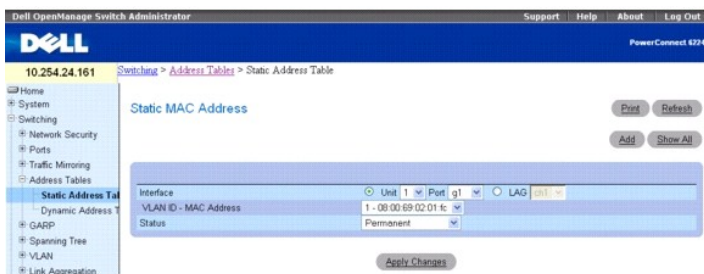 Dell OpenManage Switch Administrator
Support Help About Log Out
DELL
PowerConnect 622
10.254.24.161
Switching > Address Tables > Static Address Table
Home
System
Switching
Network Security
Ports
Traffic Mirroring
Address Tables
Static Address Tal
Dynamic Address T
GARP
Spanning Tree
VLAN
Link Aggregation
Static MAC Address
Print Refresh
Add Show All
Interface Unit 1 Port g1 LAG ch1
VLAN ID - MAC Address 1 - 08:00:69:02:01:fc
Status Permanent
Apply Changes